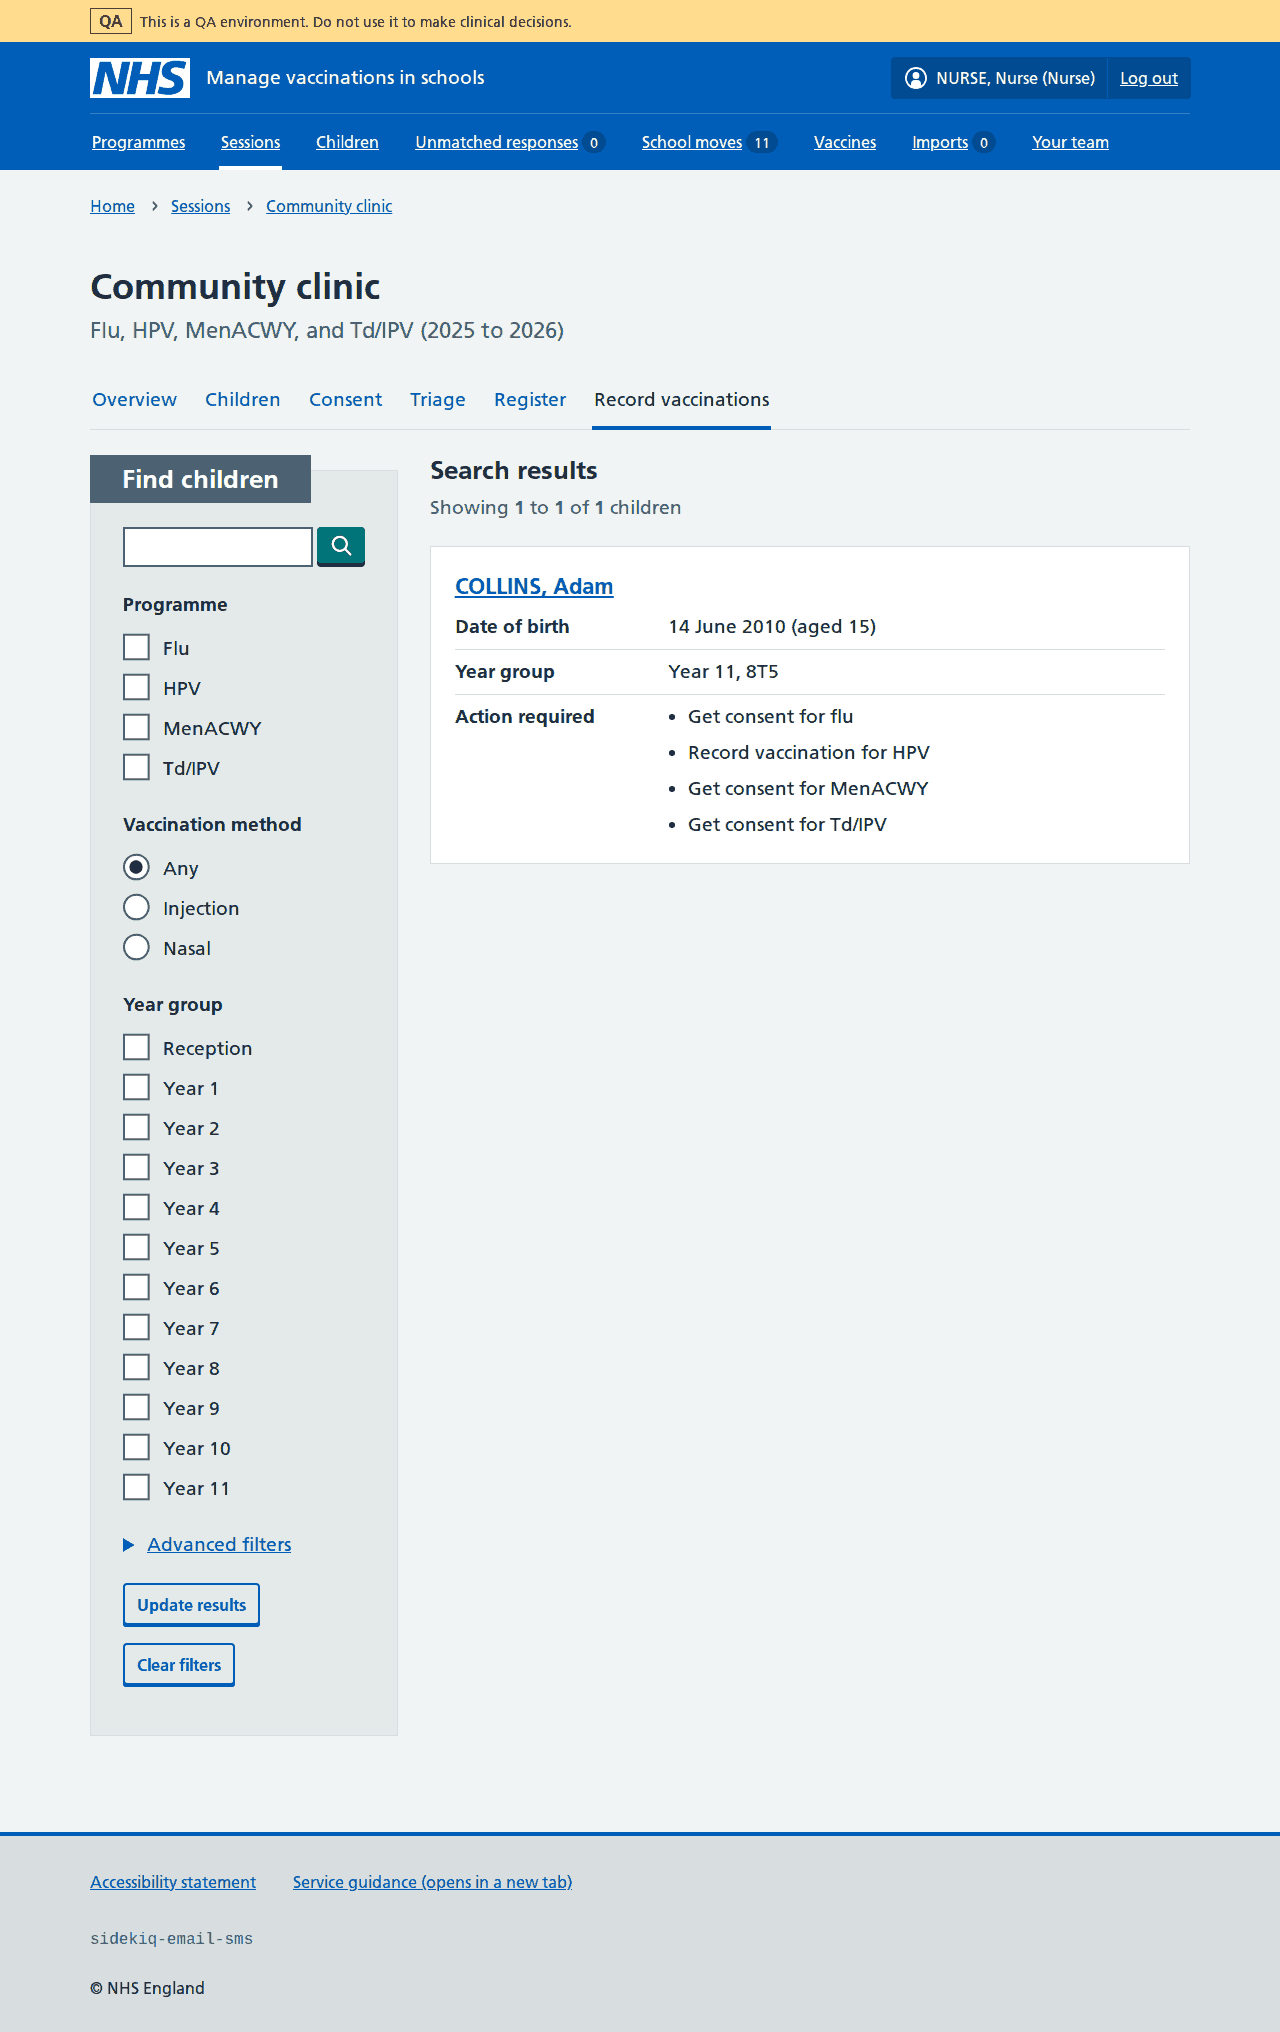 QA This is a QA environment. Do not use it to make clinical decisions.
NHS Manage vaccinations in schools NURSE, Nurse (Nurse) Log out
Programmes Sessions Children Unmatched responses 0 School moves 11 Vaccines Imports 0 Your team
Home › Sessions › Community clinic
Community clinic
Flu, HPV, MenACWY, and Td/IPV (2025 to 2026)
Overview Children Consent Triage Register Record vaccinations
Find children
Programme
Flu
HPV
MenACWY
Td/IPV
Vaccination method
Any
Injection
Nasal
Year group
Reception
Year 1
Year 2
Year 3
Year 4
Year 5
Year 6
Year 7
Year 8
Year 9
Year 10
Year 11
Advanced filters
Update results
Clear filters
Search results
Showing 1 to 1 of 1 children
COLLINS, Adam
Date of birth 14 June 2010 (aged 15)
Year group Year 11, 8T5
Action required • Get consent for flu
• Record vaccination for HPV
• Get consent for MenACWY
• Get consent for Td/IPV
Accessibility statement Service guidance (opens in a new tab)
sidekiq-email-sms
© NHS England